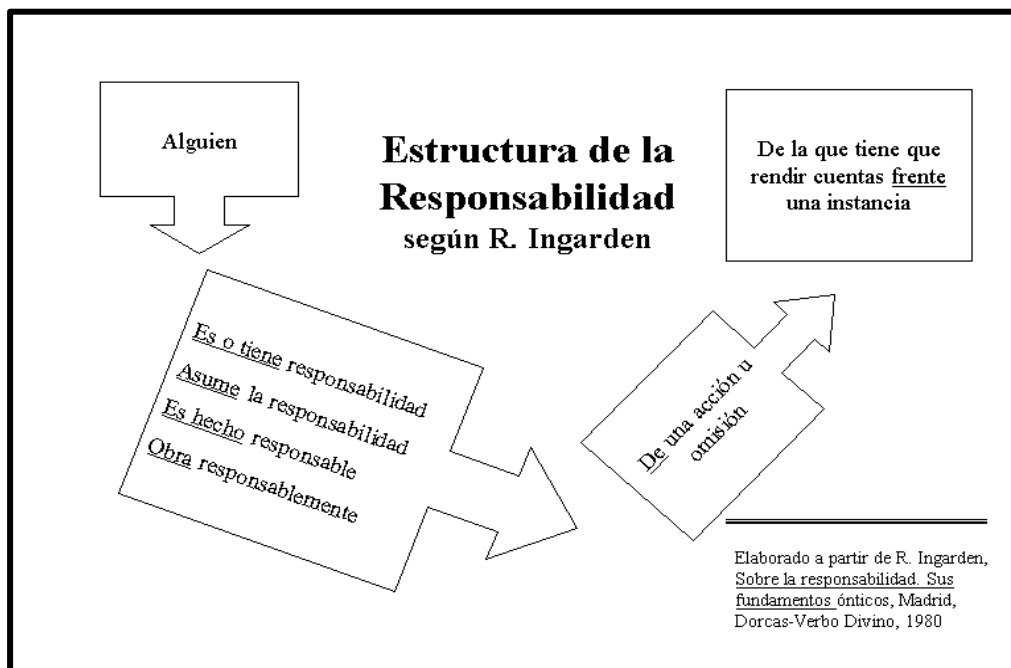 Estructura de la
Responsabilidad
según R. Ingarden
Alguien
Es o tiene responsabilidad
Asume la responsabilidad
Es hecho responsable
Obra responsablemente
De una acción u
omisión
De la que tiene que
rendir cuentas frente
una instancia
Elaborado a partir de R. Ingarden,
Sobre la responsabilidad. Sus
fundamentos ónticos, Madrid,
Dorcas-Verbo Divino, 1980